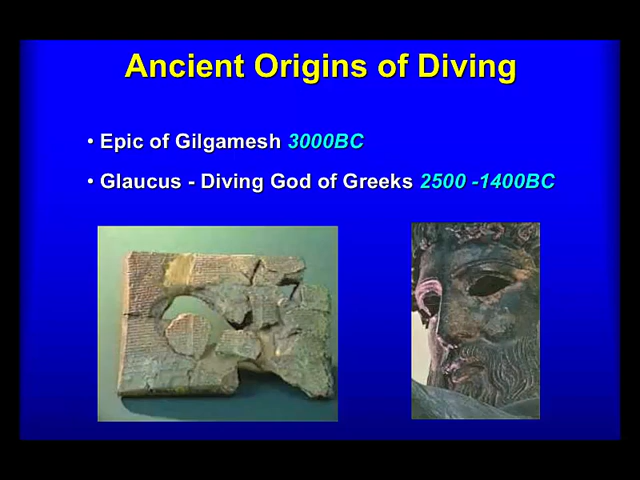 Ancient Origins of Diving
• Epic of Gilgamesh 3000BC
• Glaucus - Diving God of Greeks 2500 -1400BC